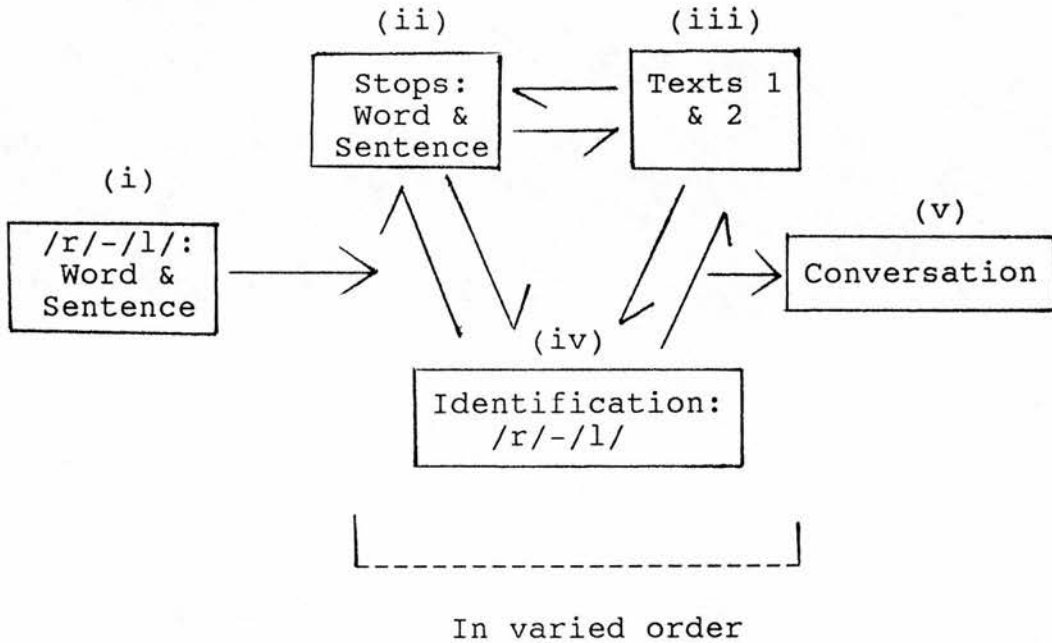 (i)
/r/-/l/:
Word &
Sentence
(ii)
Stops:
Word &
Sentence
(iii)
Texts 1
& 2
(iv)
Identification:
/r/-/l/
(v)
Conversation
In varied order